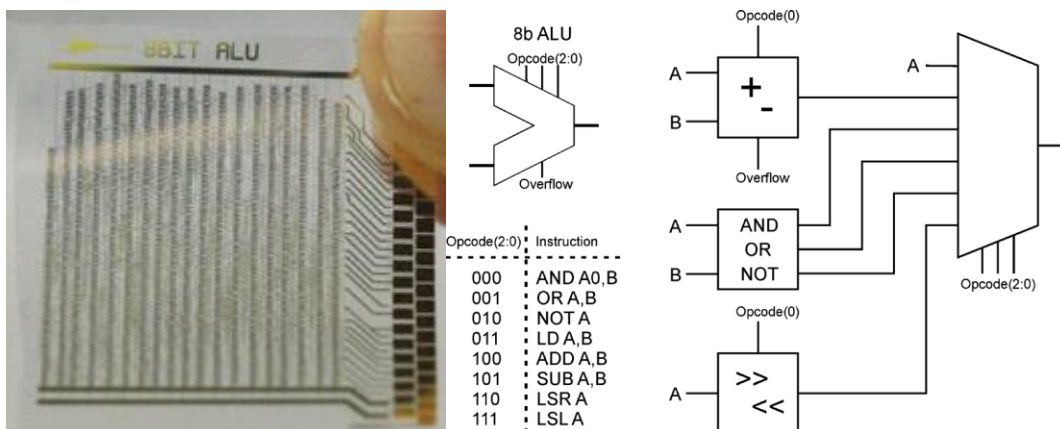 8BIT ALU
8b ALU
Opcode(2:0)
Overflow
Opcode(2:0) Instruction
000 AND A0,B
001 OR A,B
010 NOT A
011 LD A,B
100 ADD A,B
101 SUB A,B
110 LSR A
111 LSL A
Opcode(0)
A
B
+
-
Overflow
A
A
B
AND
OR
NOT
Opcode(2:0)
Opcode(0)
A
>>
<<